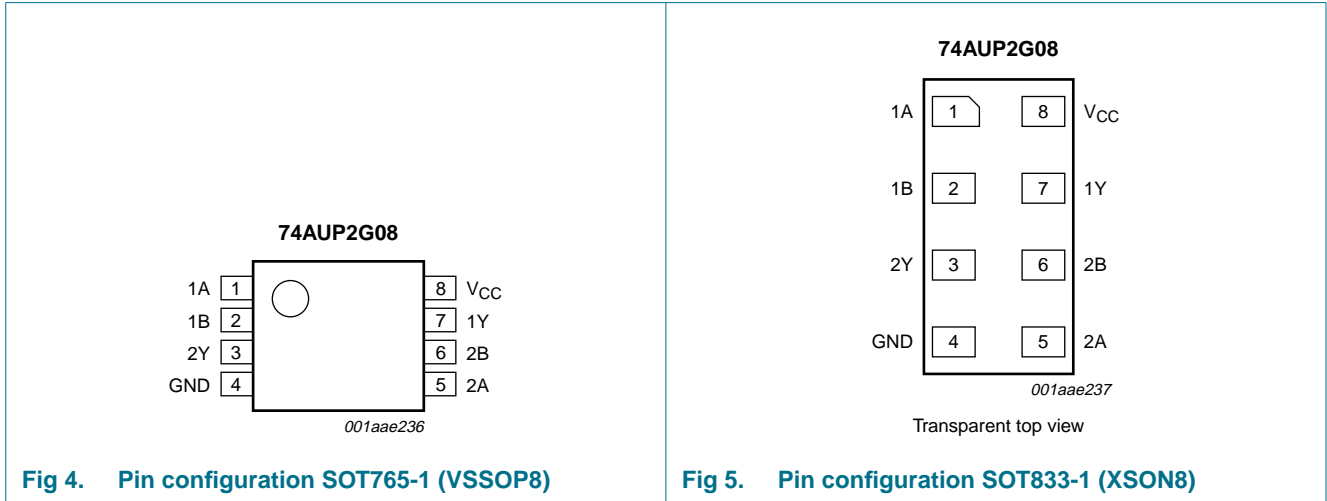 74AUP2G08
1A 1 8 VCC
1B 2 7 1Y
2Y 3 6 2B
GND 4 5 2A
001aae236
Fig 4. Pin configuration SOT765-1 (VSSOP8)
74AUP2G08
1A 1 8 VCC
1B 2 7 1Y
2Y 3 6 2B
GND 4 5 2A
001aae237
Transparent top view
Fig 5. Pin configuration SOT833-1 (XSON8)